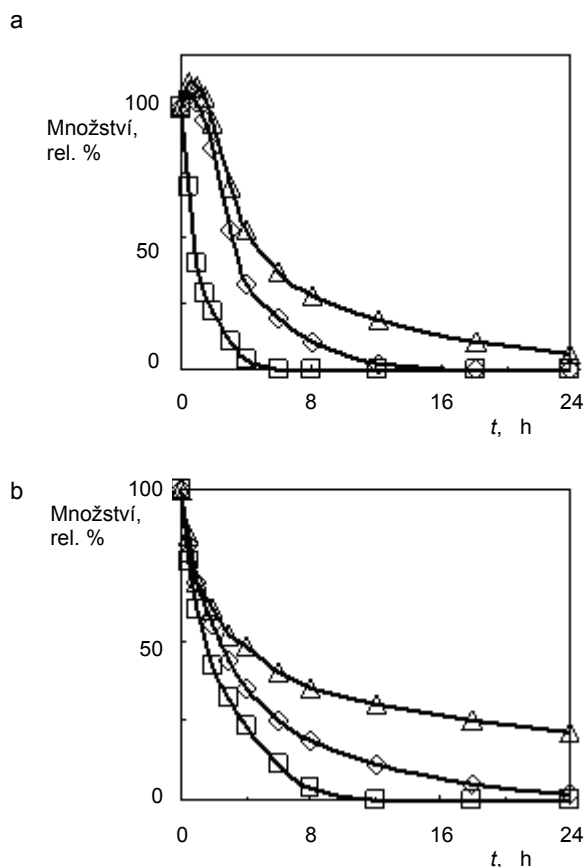 a
100
Množství,
rel. %
50
0
0 8 16 24
t, h
b
100
Množství,
rel. %
50
0
0 8 16 24
t, h